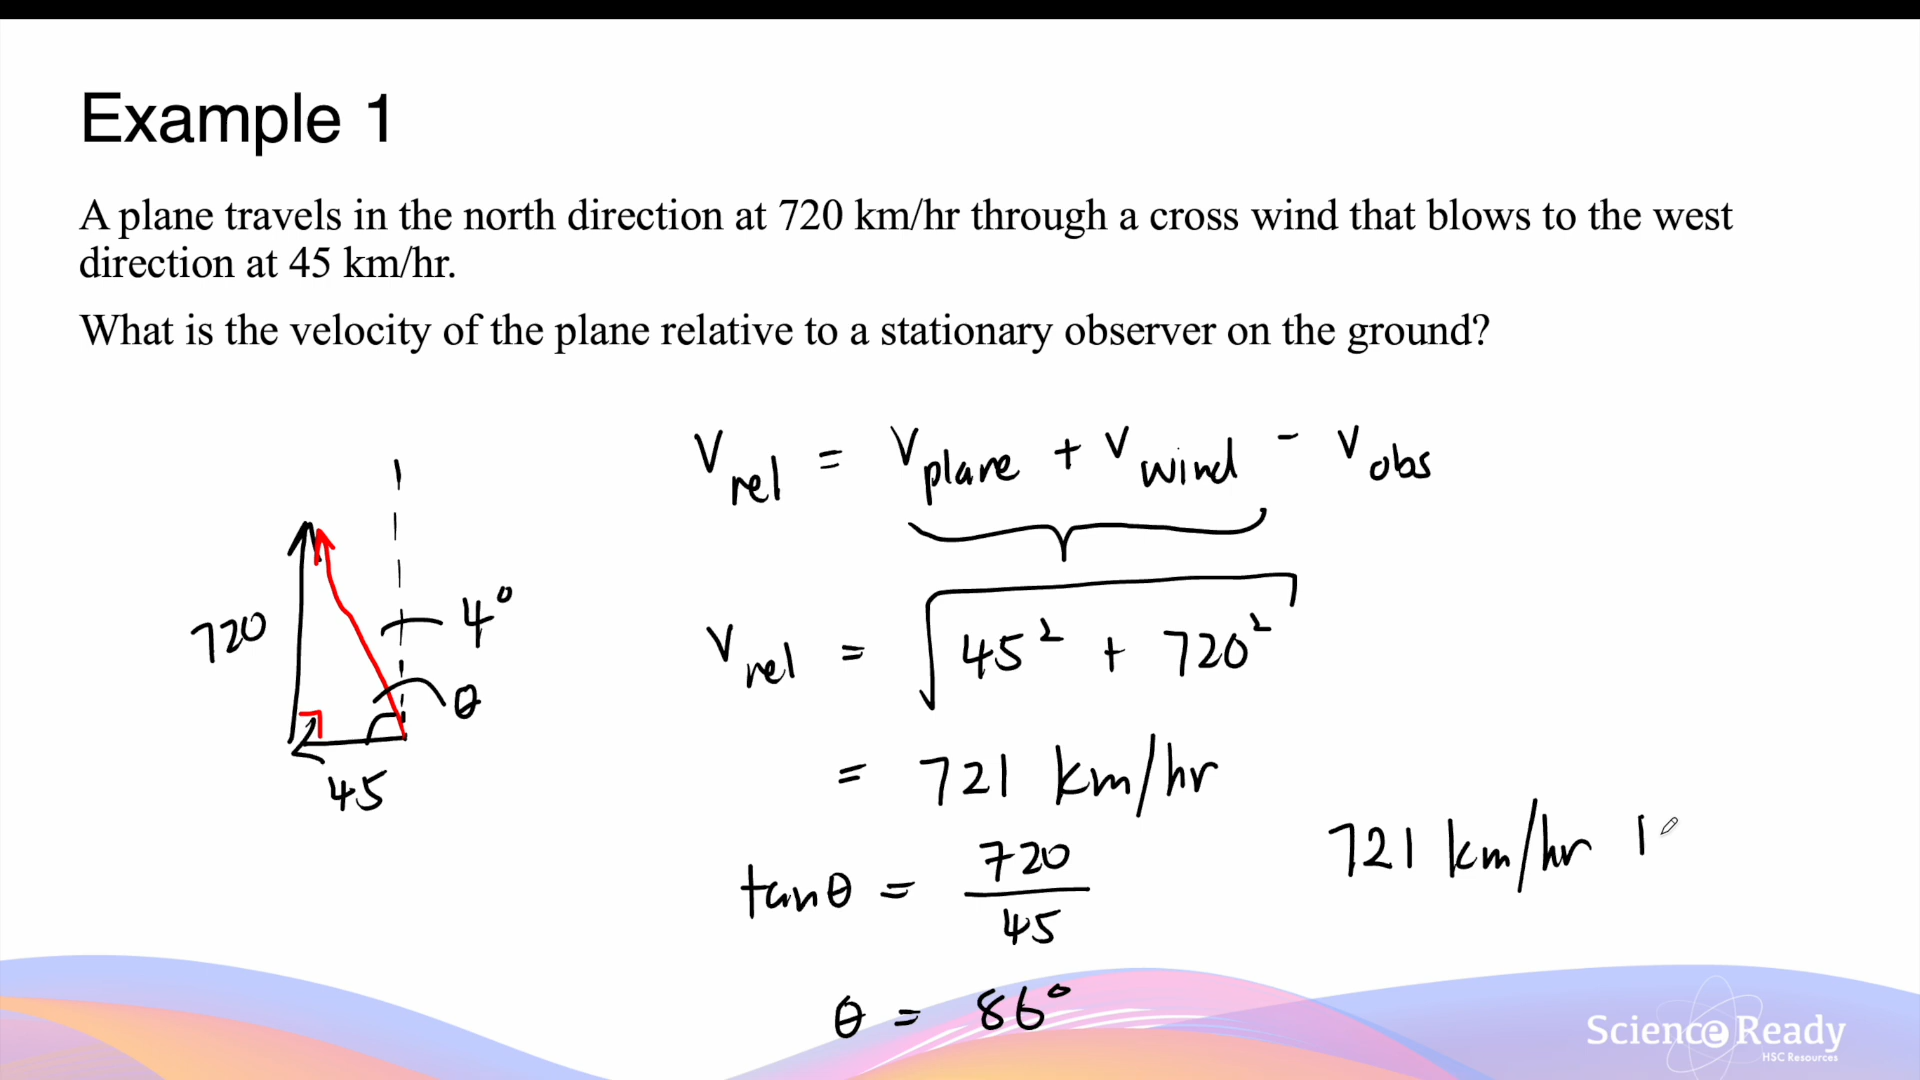 Example 1
A plane travels in the north direction at 720 km/hr through a cross wind that blows to the west
direction at 45 km/hr.
What is the velocity of the plane relative to a stationary observer on the ground?
V rel = V plane + V wind - V obs
720
4°
θ
45
V rel = √(45² + 720²)
= 721 km/hr
tanθ = 720/45
θ = 86°
721 km/hr
Science Ready
HSC Resources